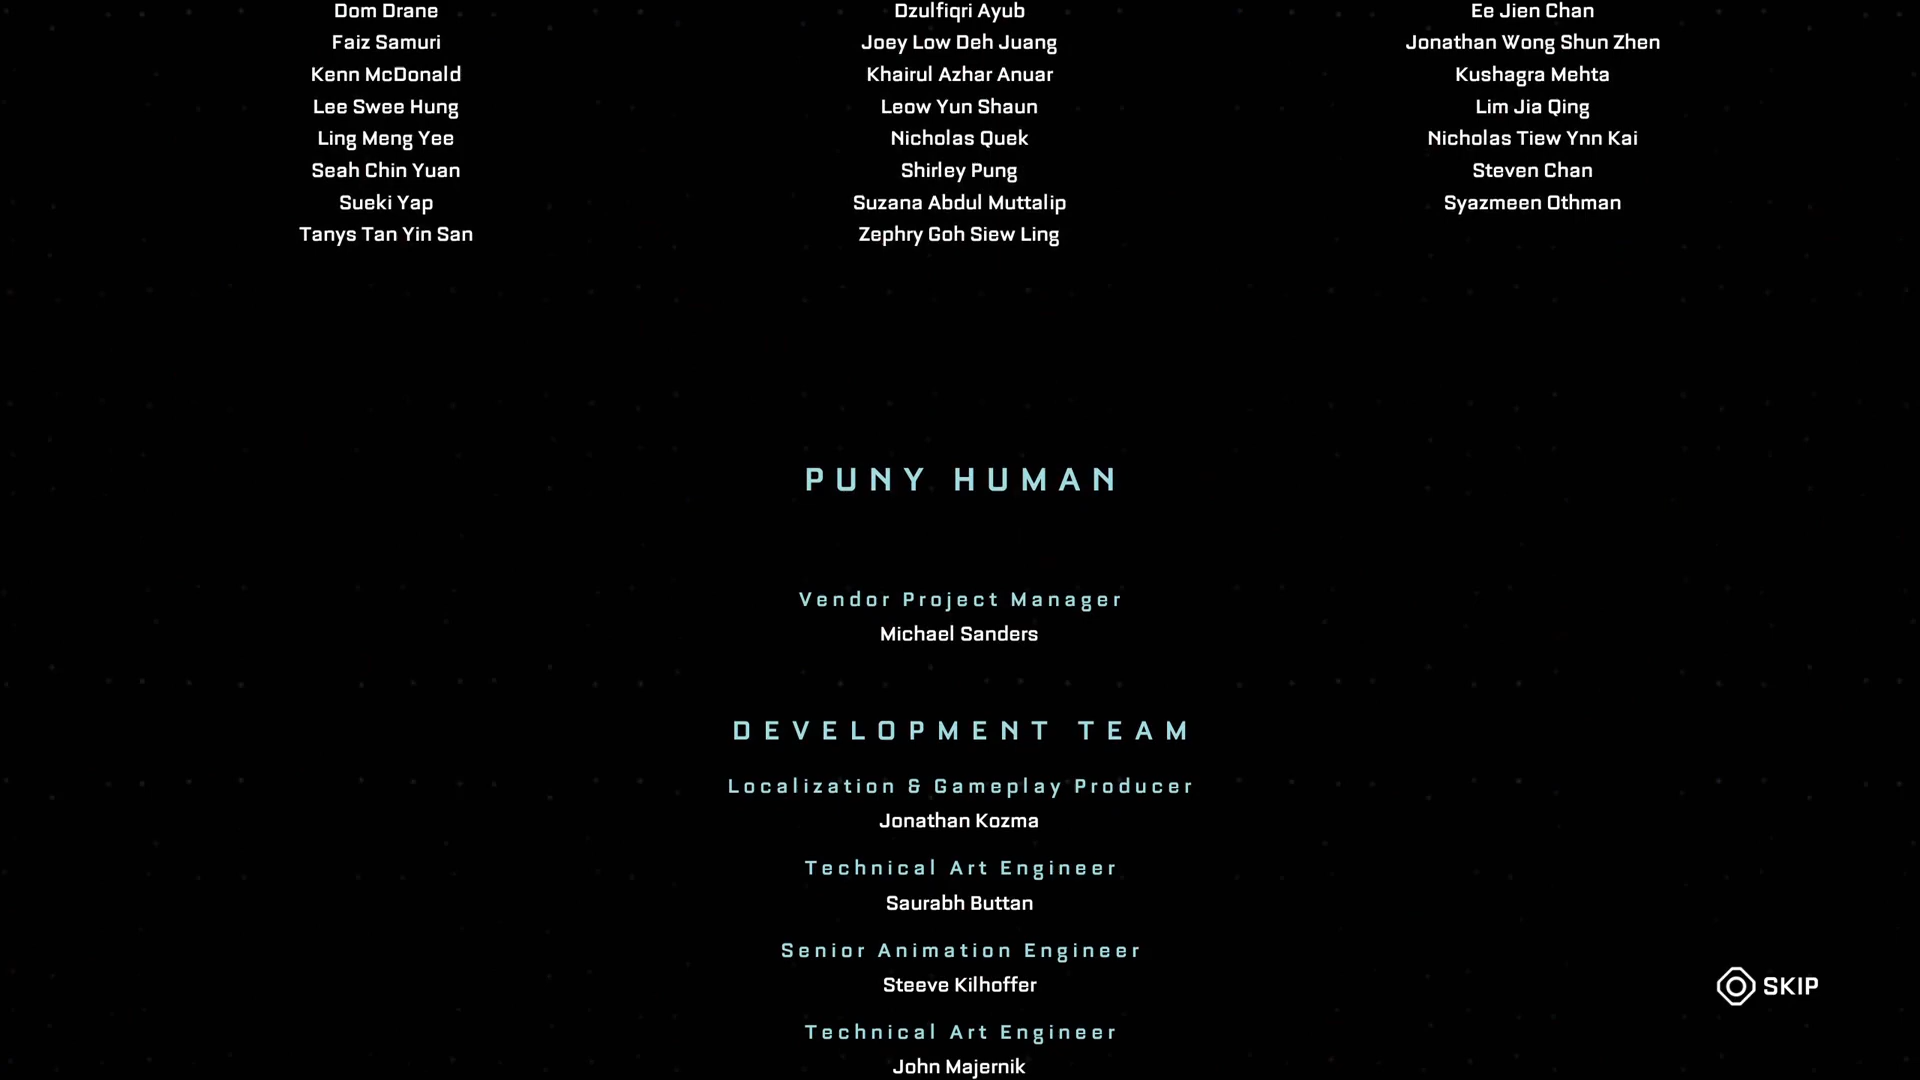 Dom Drane Dzulfiqri Ayub Ee Jien Chan
Faiz Samuri Joey Low Deh Juang Jonathan Wong Shun Zhen
Kenn McDonald Khairul Azhar Anuar Kushagra Mehta
Lee Swee Hung Leow Yun Shaun Lim Jia Qing
Ling Meng Yee Nicholas Quek Nicholas Tiew Ynn Kai
Seah Chin Yuan Shirley Pung Steven Chan
Sueki Yap Suzana Abdul Muttalip Syazmeen Othman
Tanys Tan Yin San Zephry Goh Siew Ling
PUNY HUMAN
Vendor Project Manager
Michael Sanders
DEVELOPMENT TEAM
Localization & Gameplay Producer
Jonathan Kozma
Technical Art Engineer
Saurabh Buttan
Senior Animation Engineer
Steeve Kilhoffer
SKIP
Technical Art Engineer
John Majernik